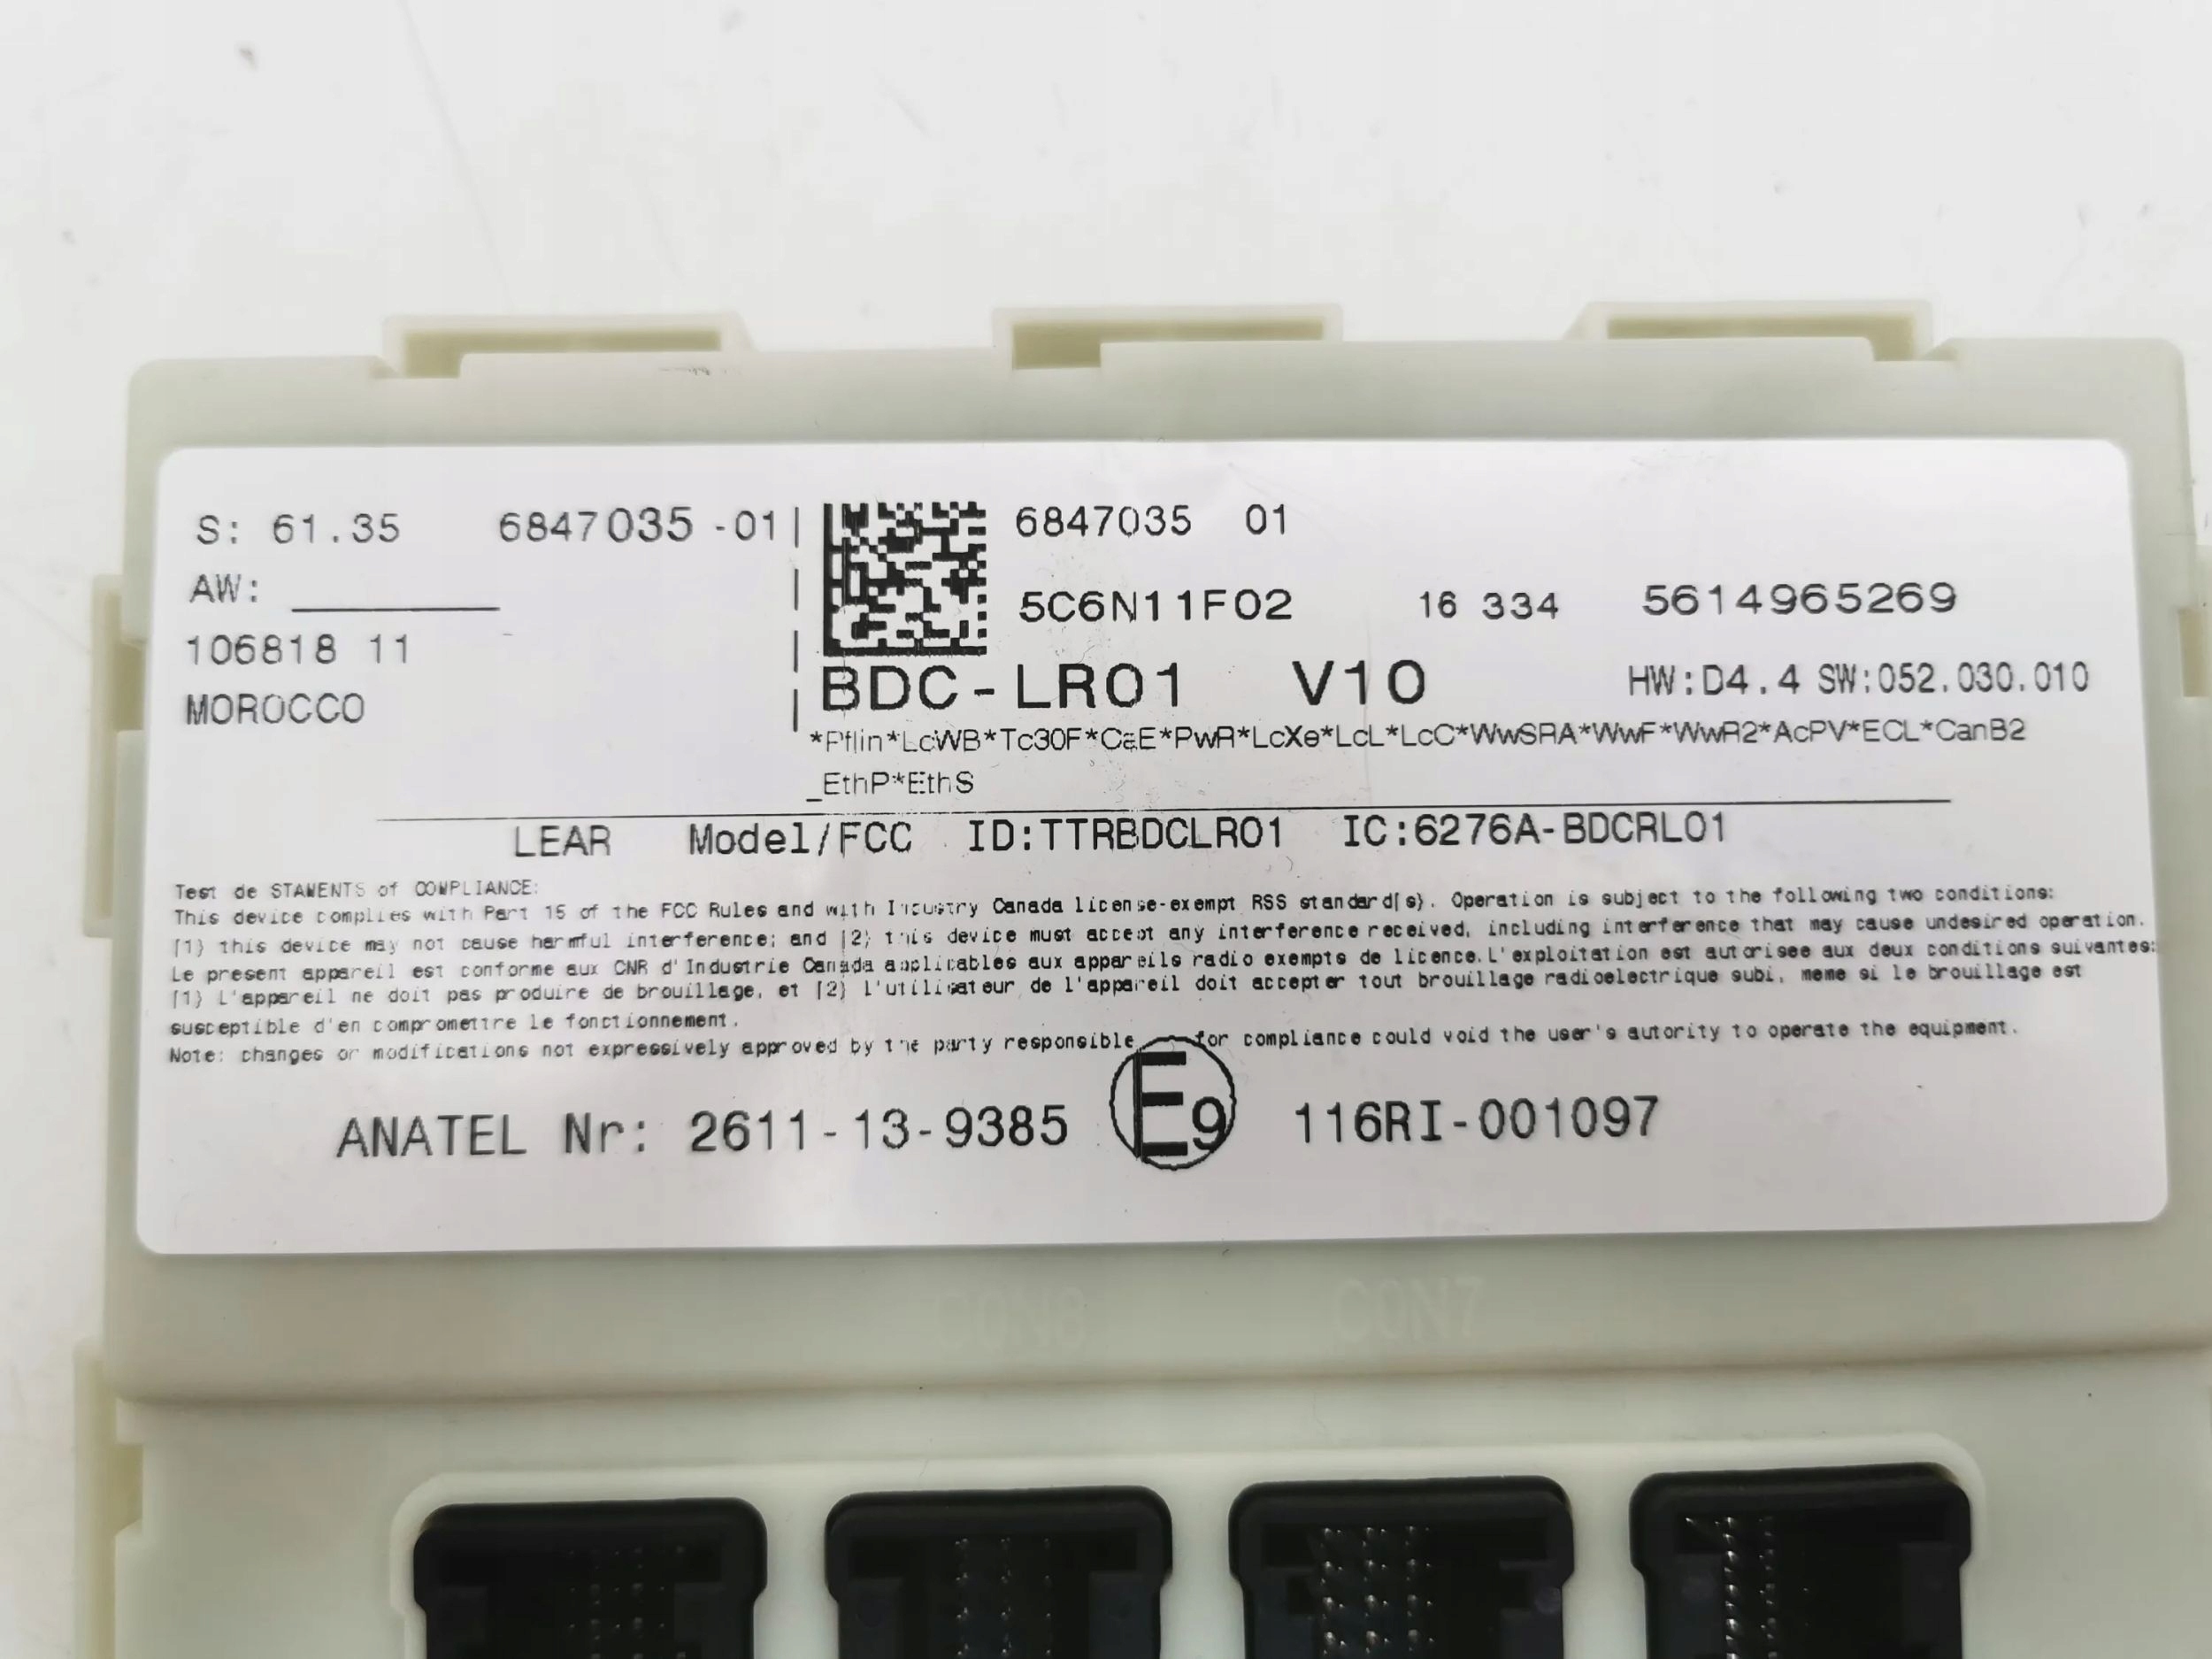 S: 61.35 6847035 -01
AW:
106818 11
MOROCCO
6847035 01
5C6N11F02 16 334 5614965269
BDC-LR01 V10 HW:D4.4 SW:052.030.010
*Pflin*LcWB*Tc30F*CaE*PwR*LcXe*LcL*LcC*WwSRA*WwF*WwR2*AcPV*ECL*CanB2
_EthP*EthS
LEAR Model/FCC ID:TTRBDCLR01 IC:6276A-BDCRL01
Test de STAMENTS of COMPLIANCE:
This device complies with Part 15 of the FCC Rules and with Industry Canada license-exempt RSS standard(s). Operation is subject to the following two conditions:
(1) this device may not cause harmful interference; and (2) this device must accept any interference received, including interference that may cause undesired operation.
Le present appareil est conforme aux CNR d'Industrie Canada applicables aux appareils radio exempts de licence.L'exploitation est autorisee aux deux conditions suivantes:
(1) L'appareil ne doit pas produire de brouillage, et (2) l'utilisateur de l'appareil doit accepter tout brouillage radioelectrique subi, meme si le brouillage est
susceptible d'en compromettre le fonctionnement.
Note: changes or modifications not expressively approved by the party responsible for compliance could void the user's autority to operate the equipment.
ANATEL Nr: 2611-13-9385 E9 116RI-001097
CON8 CON7